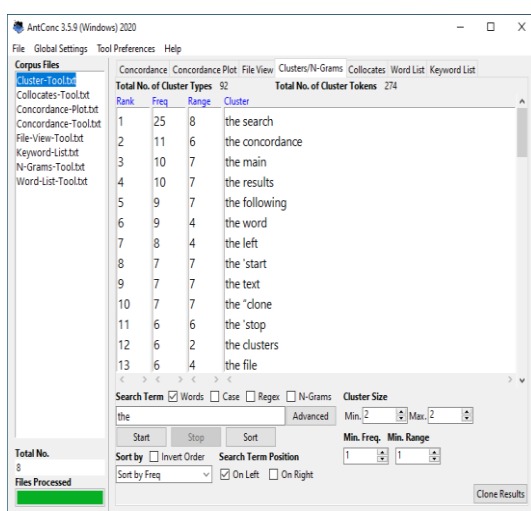 AntConc 3.5.9 (Windows) 2020
File Global Settings Tool Preferences Help
Corpus Files
Cluster-Tool.txt
Collocates-Tool.txt
Concordance-Plot.txt
Concordance-Tool.txt
File-View-Tool.txt
Keyword-List.txt
N-Grams-Tool.txt
Word-List-Tool.txt
Total No.
8
Files Processed
Concordance Concordance Plot File View Clusters/N-Grams Collocates Word List Keyword List
Total No. of Cluster Types 92 Total No. of Cluster Tokens 274
Rank Freq Range Cluster
1 25 8 the search
2 11 6 the concordance
3 10 7 the main
4 10 7 the results
5 9 7 the following
6 9 4 the word
7 8 4 the left
8 7 7 the 'start
9 7 7 the text
10 7 7 the "clone
11 6 6 the 'stop
12 6 2 the clusters
13 6 4 the file
Search Term Words Case Regex N-Grams Cluster Size
the Advanced Min. 2 Max. 2
Start Stop Sort Min. Freq. Min. Range
Sort by Invert Order Search Term Position 1 1
Sort by Freq On Left On Right
Clone Results